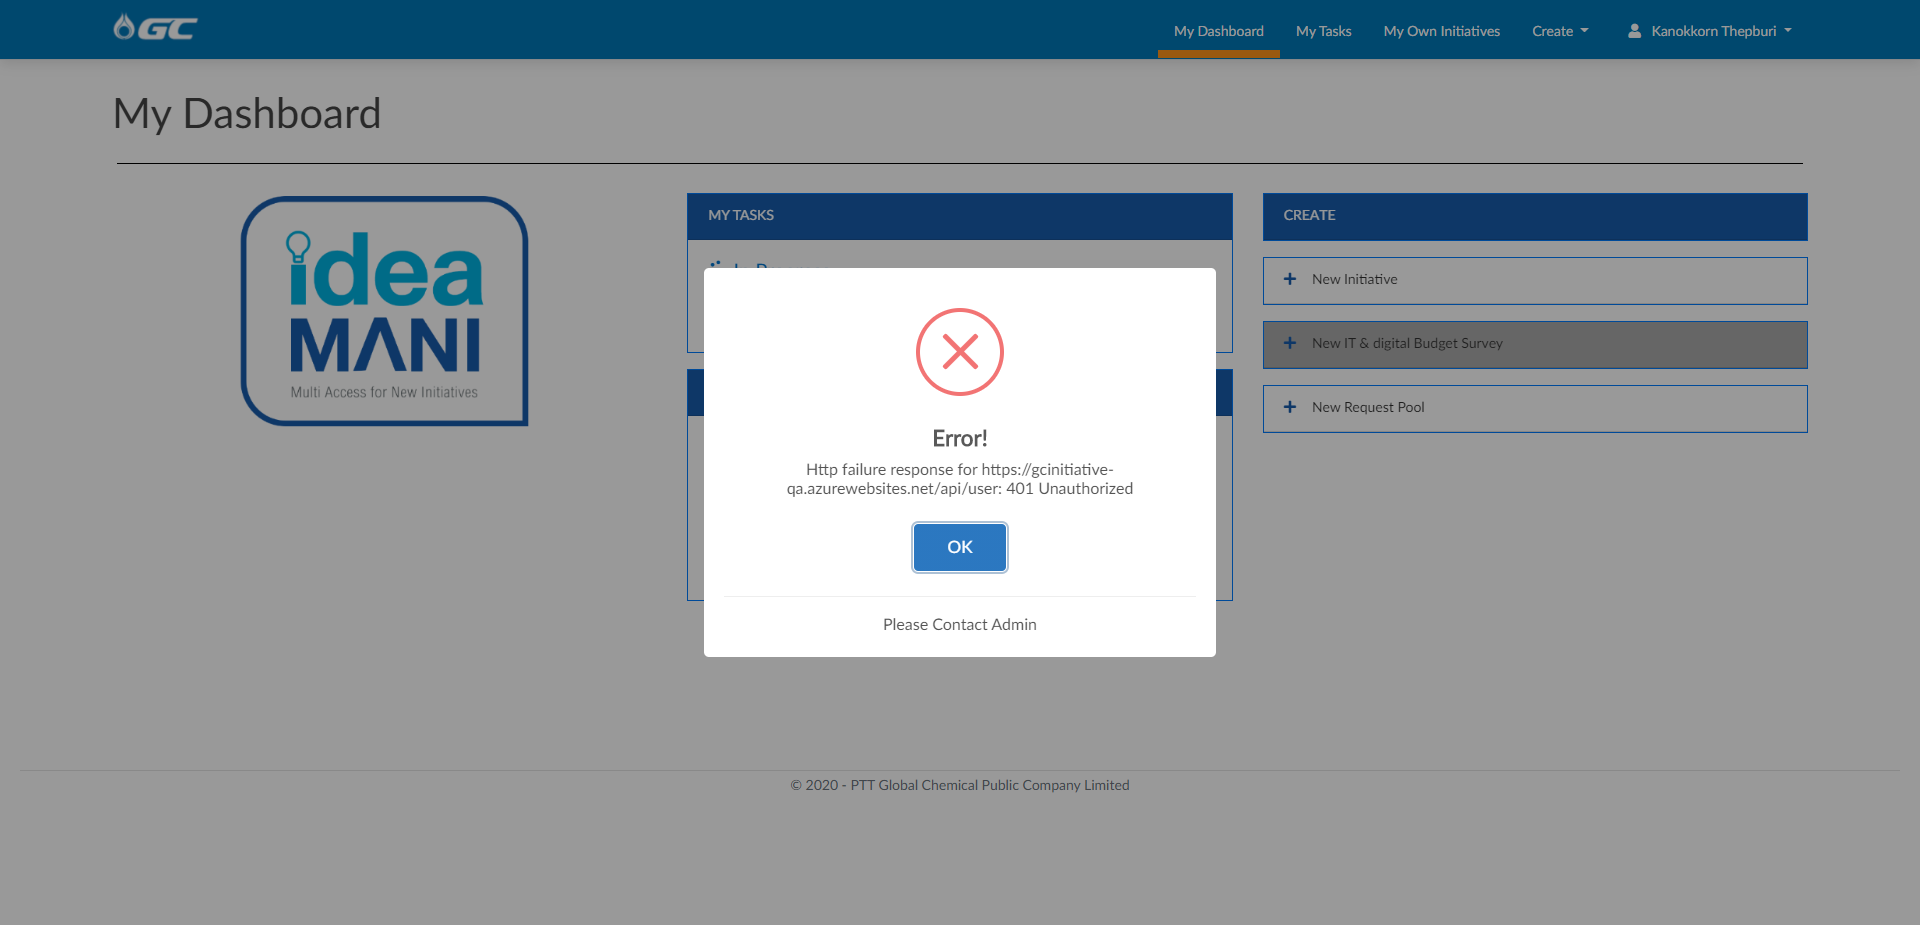 GC
My Dashboard
My Tasks
My Own Initiatives
Create
Kanokkorn Thepburi
My Dashboard
idea
MANI
Multi Access for New Initiatives
MY TASKS
CREATE
New Initiative
New IT & digital Budget Survey
New Request Pool
Error!
Http failure response for https://gcinitiative-
qa.azurewebsites.net/api/user: 401 Unauthorized
OK
Please Contact Admin
© 2020 - PTT Global Chemical Public Company Limited